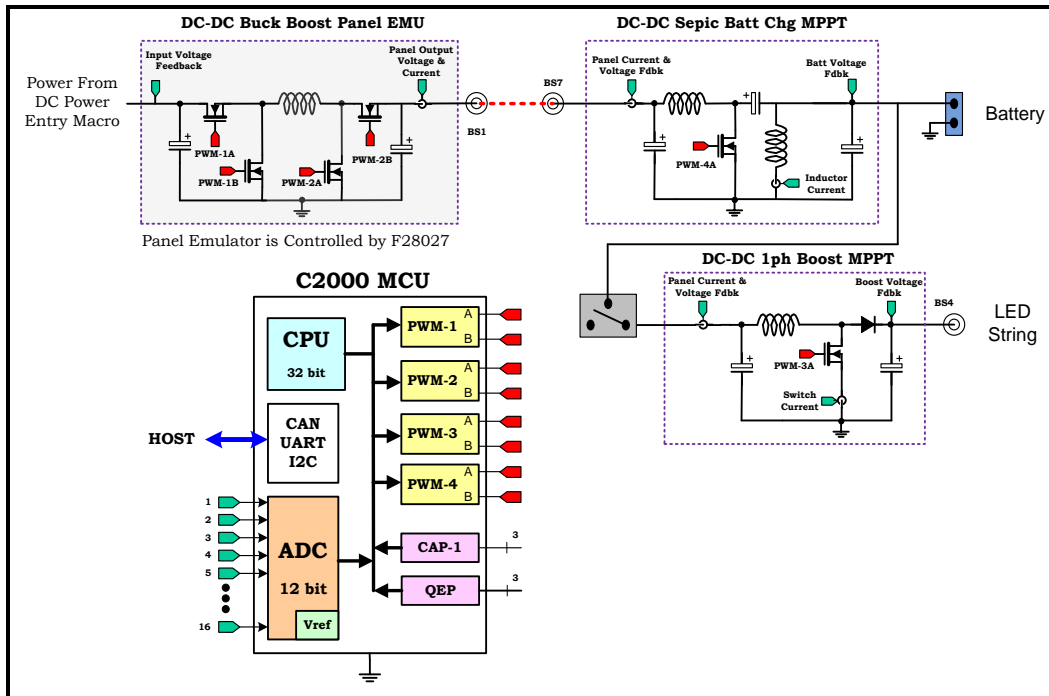 DC-DC Buck Boost Panel EMU
DC-DC Sepic Batt Chg MPPT
Input Voltage
Feedback
Panel Output
Voltage &
Current
Power From
DC Power
Entry Macro
PWM-1A
PWM-1B
PWM-2A
PWM-2B
+
+
BS1
BS7
Panel Current &
Voltage Fdbk
Batt Voltage
Fdbk
+
+
+
PWM-4A
Inductor
Current
Battery
Panel Emulator is Controlled by F28027
DC-DC 1ph Boost MPPT
Panel Current &
Voltage Fdbk
Boost Voltage
Fdbk
BS4
LED
String
+
+
PWM-3A
Switch
Current
C2000 MCU
CPU
32 bit
PWM-1
A
B
PWM-2
A
B
PWM-3
A
B
PWM-4
A
B
HOST
CAN
UART
I2C
1
2
3
4
5
16
ADC
12 bit
Vref
CAP-1
3
QEP
3